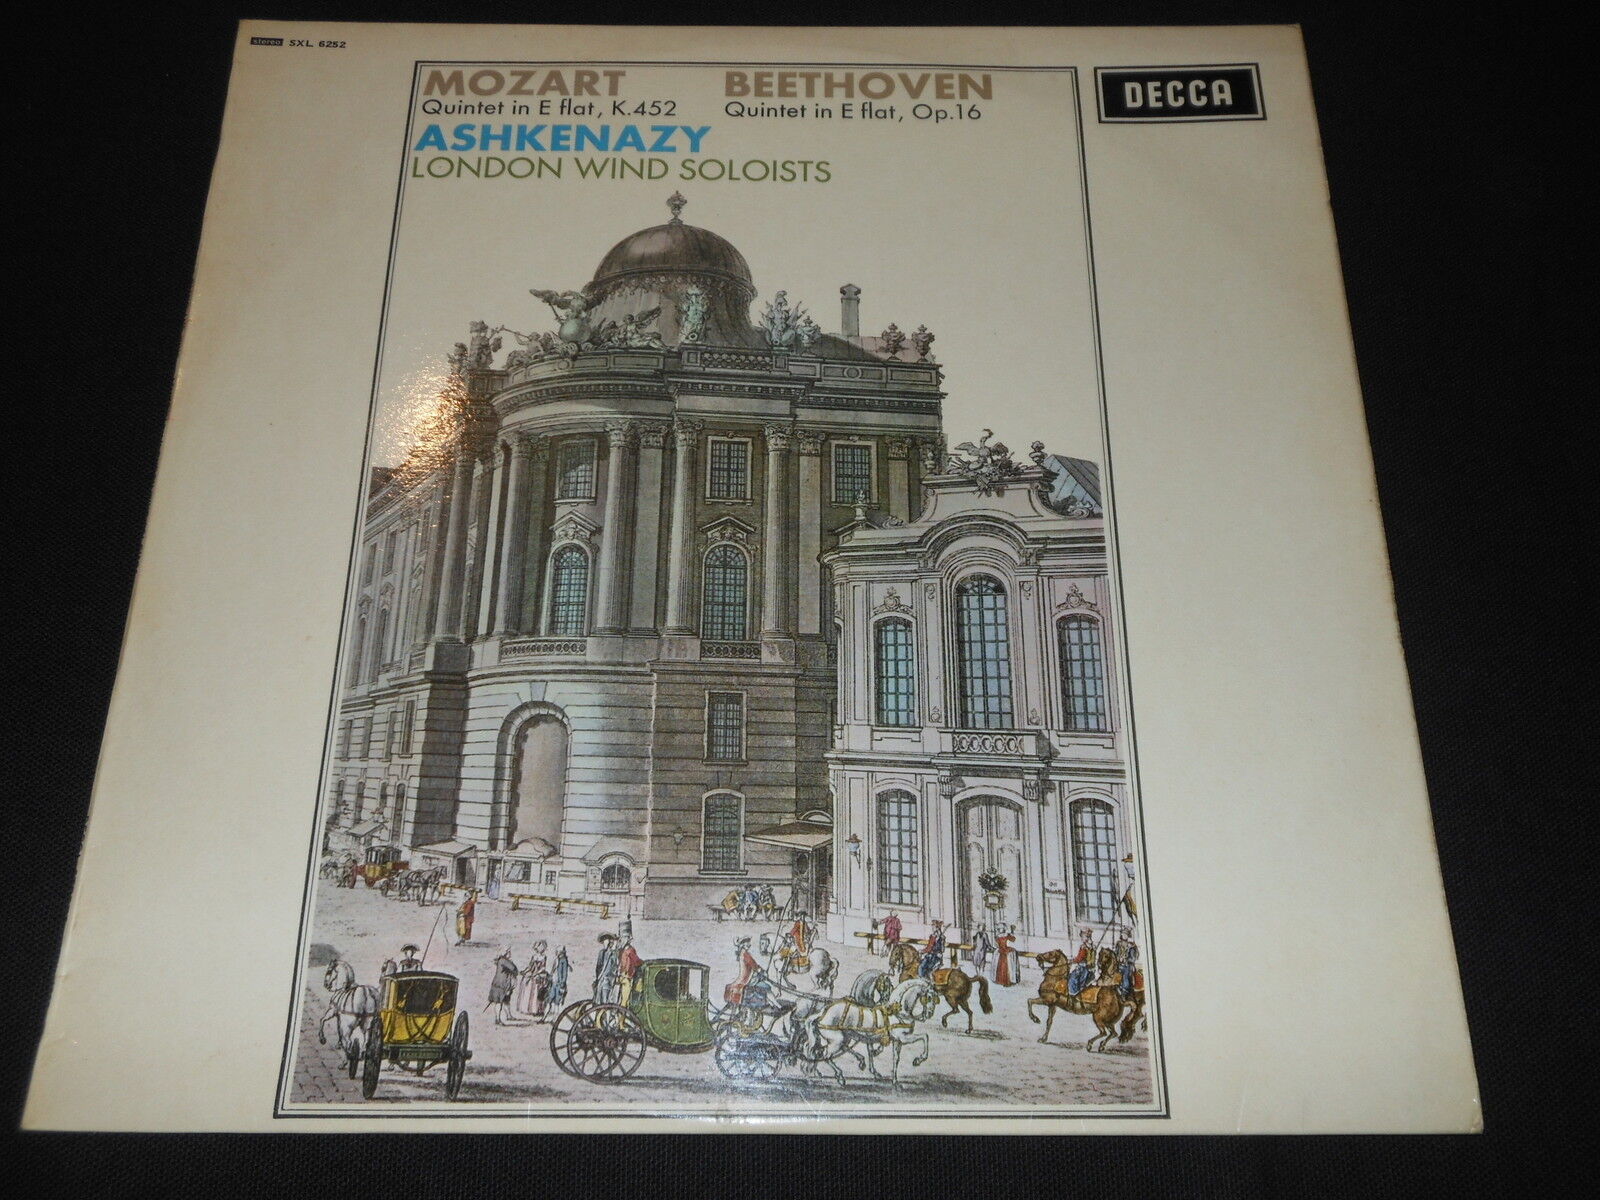 stereo SXL 6252
MOZART
Quintet in E flat, K.452
BEETHOVEN
Quintet in E flat, Op.16
ASHKENAZY
LONDON WIND SOLOISTS
DECCA